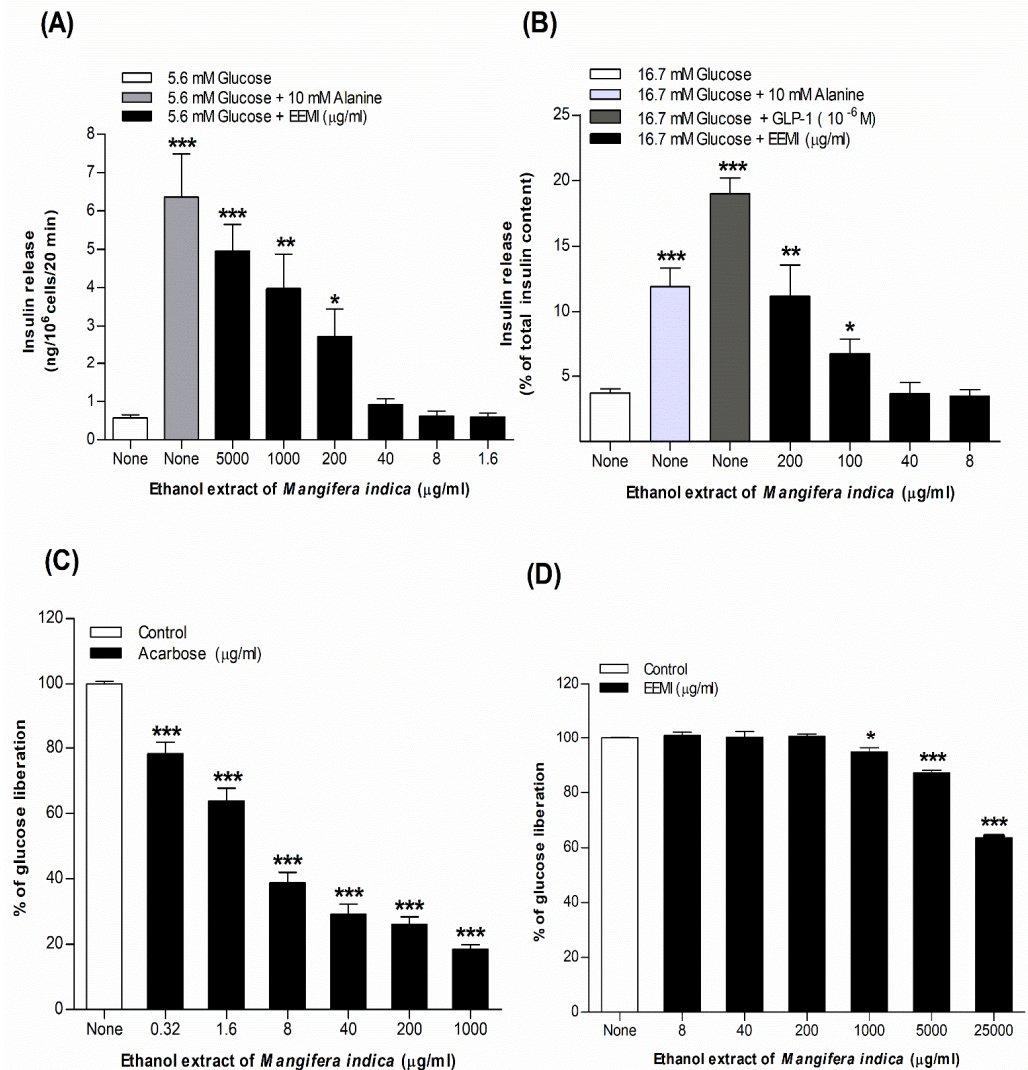 (A)
5.6 mM Glucose
5.6 mM Glucose + 10 mM Alanine
5.6 mM Glucose + EEMI (µg/ml)
Insulin release
(ng/10⁶ cells/20 min)
8
7
6
5
4
3
2
1
0
***
***
**
*
None None 5000 1000 200 40 8 1.6
Ethanol extract of Mangifera indica (µg/ml)
(B)
16.7 mM Glucose
16.7 mM Glucose + 10 mM Alanine
16.7 mM Glucose + GLP-1 ( 10⁻⁶ M)
16.7 mM Glucose + EEMI (µg/ml)
Insulin release
(% of total insulin content)
25
20
15
10
5
***
***
**
*
None None None 200 100 40 8
Ethanol extract of Mangifera indica (µg/ml)
(C)
Control
Acarbose (µg/ml)
% of glucose liberation
120
100
80
60
40
20
0
***
***
***
***
***
***
None 0.32 1.6 8 40 200 1000
Ethanol extract of Mangifera indica (µg/ml)
(D)
Control
EEMI (µg/ml)
% of glucose liberation
120
100
80
60
40
20
0
*
***
***
None 8 40 200 1000 5000 25000
Ethanol extract of Mangifera indica (µg/ml)